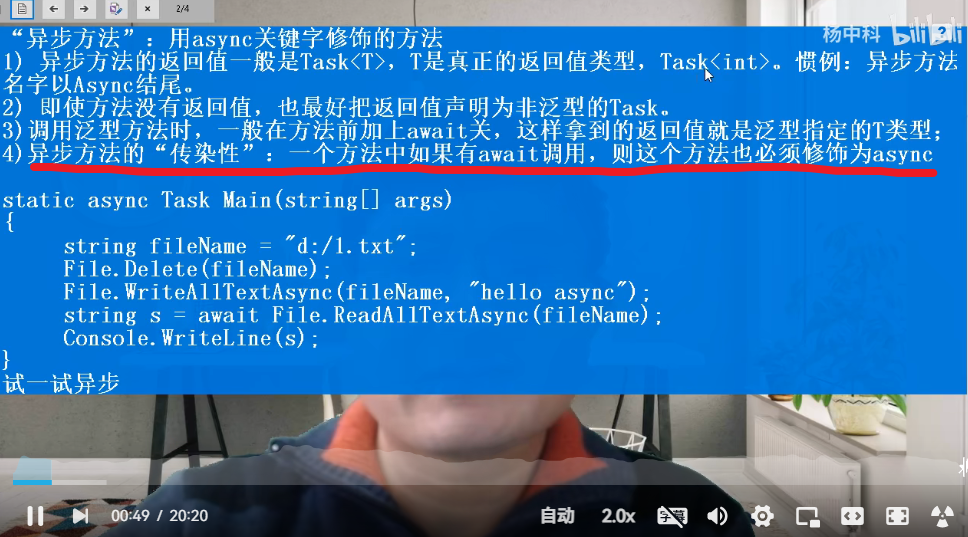 2/4
杨中科 bilibili
“异步方法”：用async关键字修饰的方法
1) 异步方法的返回值一般是Task<T>，T是真正的返回值类型，Task<int>。惯例：异步方法
名字以Async结尾。
2) 即使方法没有返回值，也最好把返回值声明为非泛型的Task。
3)调用泛型方法时，一般在方法前加上await关，这样拿到的返回值就是泛型指定的T类型；
4)异步方法的“传染性”：一个方法中如果有await调用，则这个方法也必须修饰为async
static async Task Main(string[] args)
{
string fileName = "d:/1.txt";
File.Delete(fileName);
File.WriteAllTextAsync(fileName, "hello async");
string s = await File.ReadAllTextAsync(fileName);
Console.WriteLine(s);
}
试一试异步
00:49 / 20:20
自动
2.0x
字幕